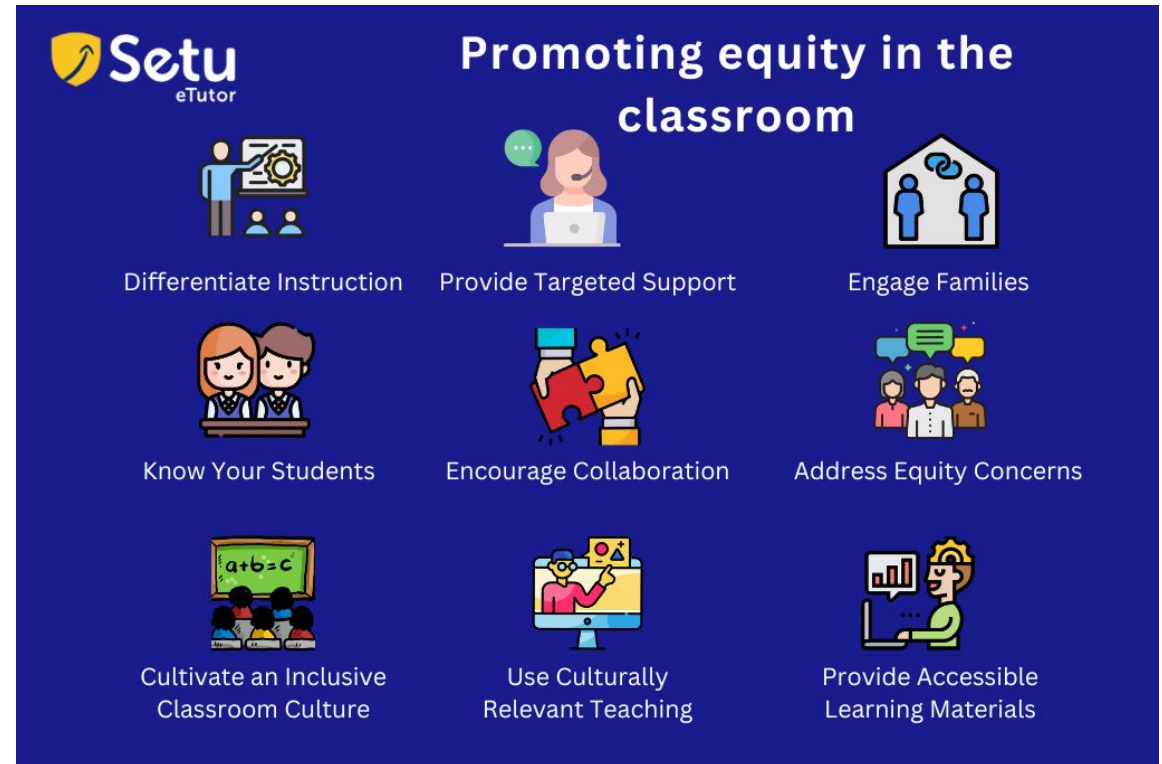 Setu
eTutor
Promoting equity in the
classroom
Differentiate Instruction
Provide Targeted Support
Engage Families
Know Your Students
Encourage Collaboration
Address Equity Concerns
a+b=c
Cultivate an Inclusive
Classroom Culture
Use Culturally
Relevant Teaching
Provide Accessible
Learning Materials